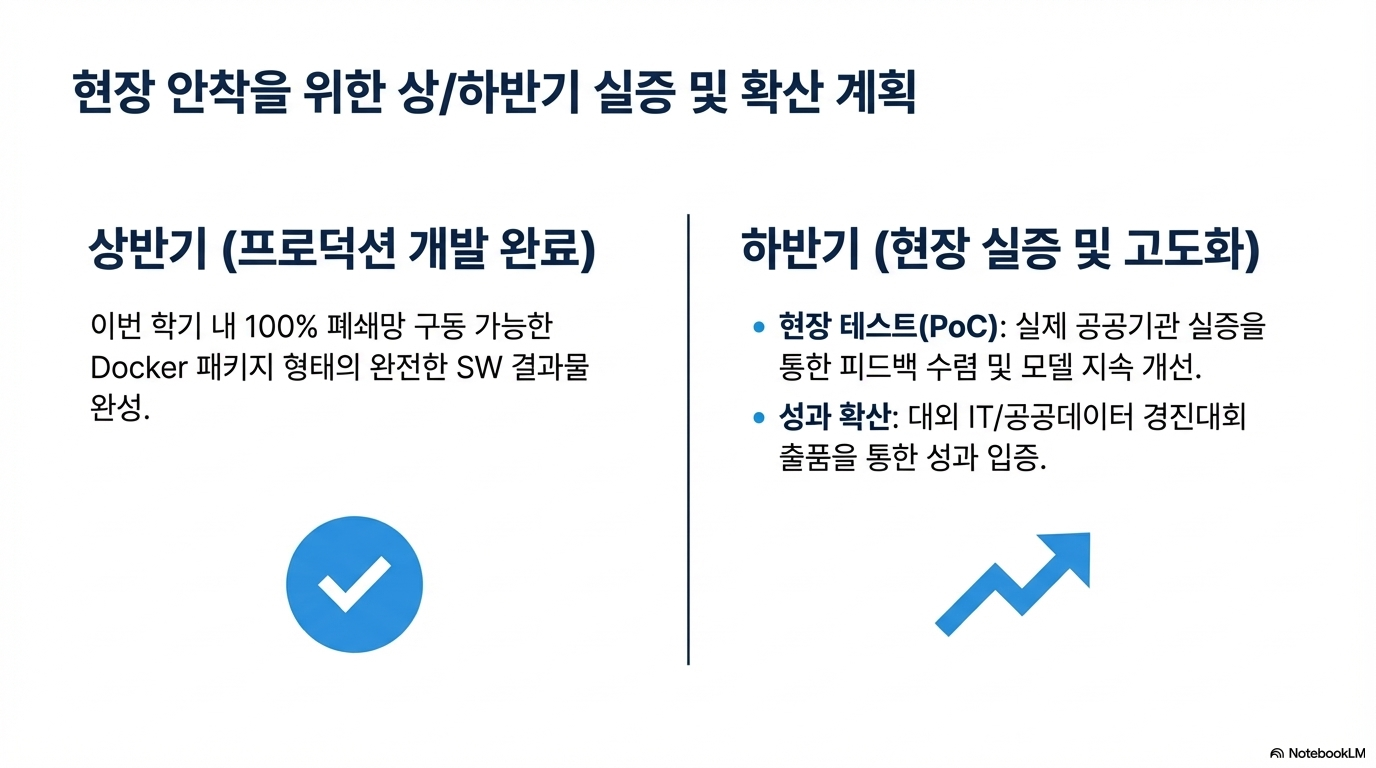 현장 안착을 위한 상/하반기 실증 및 확산 계획
상반기 (프로덕션 개발 완료)
이번 학기 내 100% 폐쇄망 구동 가능한
Docker 패키지 형태의 완전한 SW 결과물
완성.
하반기 (현장 실증 및 고도화)
• 현장 테스트(PoC): 실제 공공기관 실증을
통한 피드백 수렴 및 모델 지속 개선.
• 성과 확산: 대외 IT/공공데이터 경진대회
출품을 통한 성과 입증.
NotebookLM